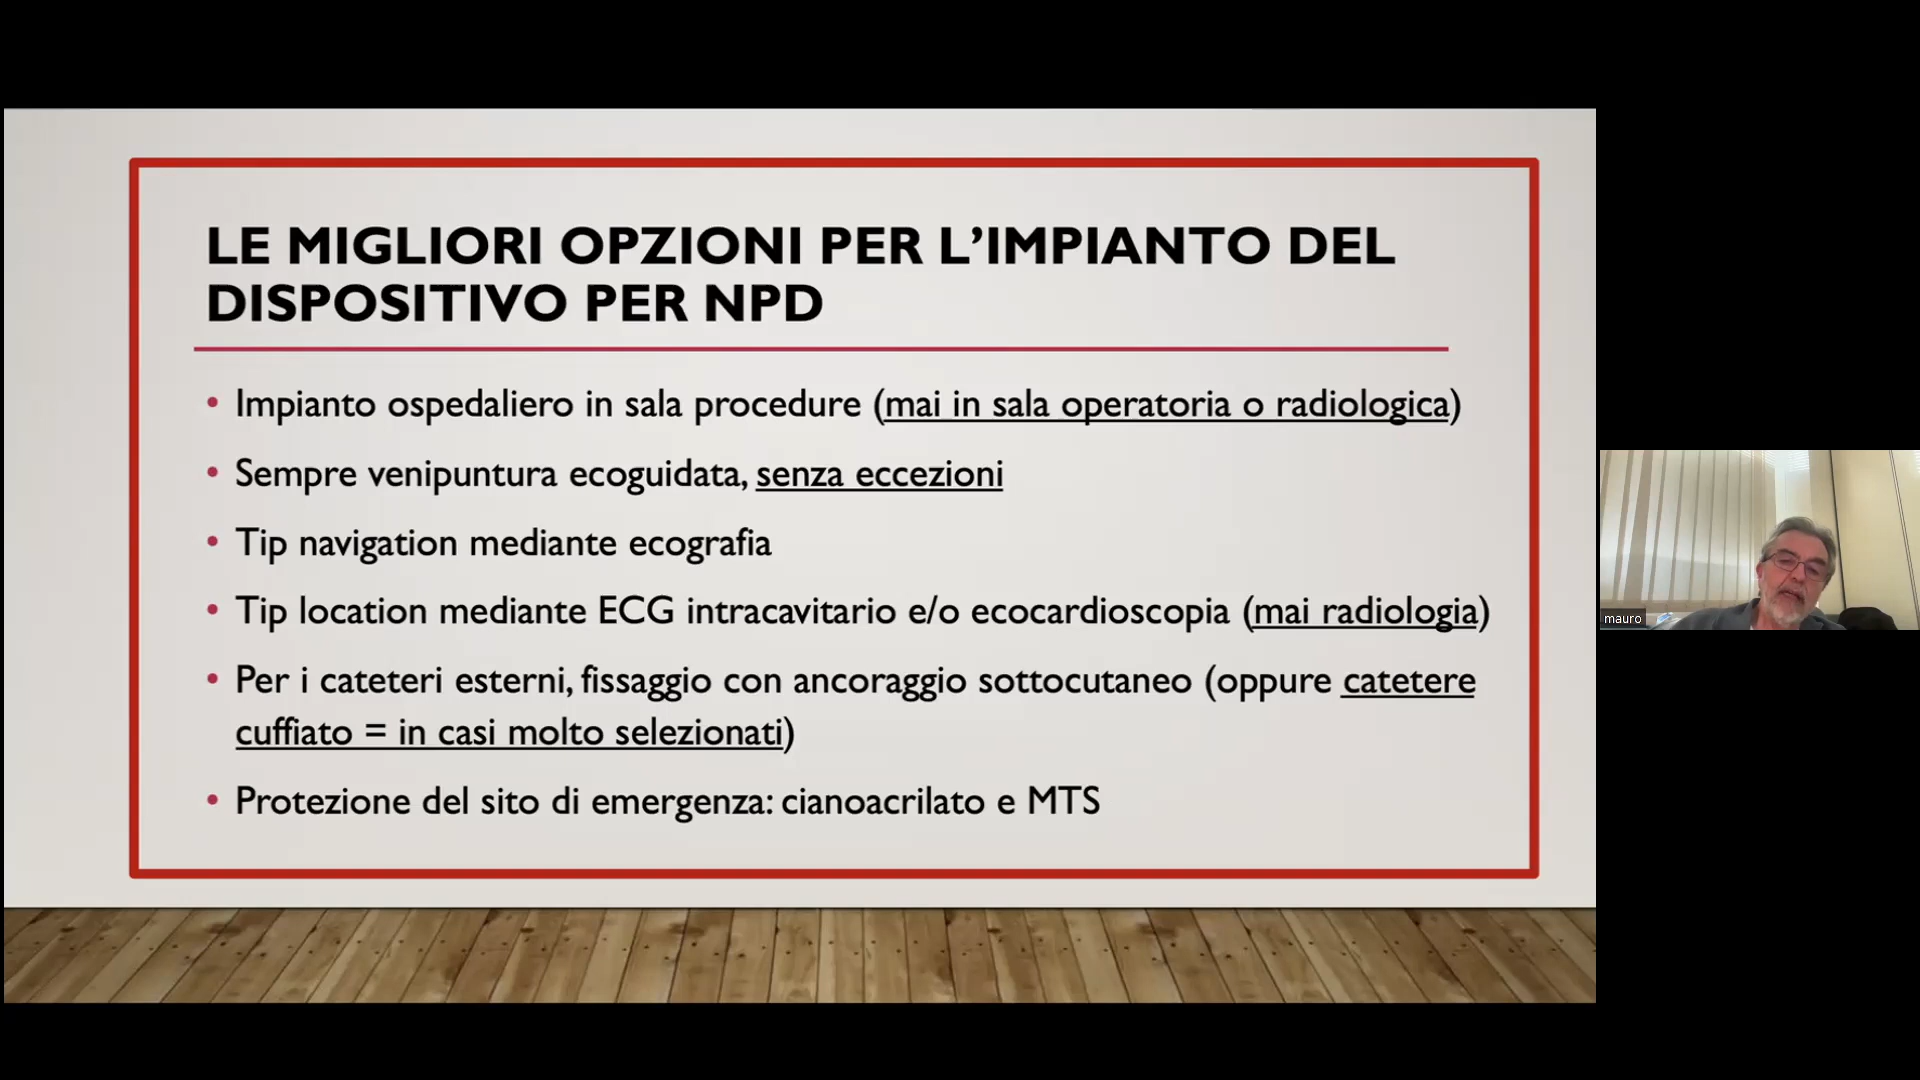 LE MIGLIORI OPZIONI PER L’IMPIANTO DEL
DISPOSITIVO PER NPD
• Impianto ospedaliero in sala procedure (mai in sala operatoria o radiologica)
• Sempre venipuntura ecoguidata, senza eccezioni
• Tip navigation mediante ecografia
• Tip location mediante ECG intracavitario e/o ecocardioscopia (mai radiologia)
• Per i cateteri esterni, fissaggio con ancoraggio sottocutaneo (oppure catetere
cuffiato = in casi molto selezionati)
• Protezione del sito di emergenza: cianoacrilato e MTS
mauro